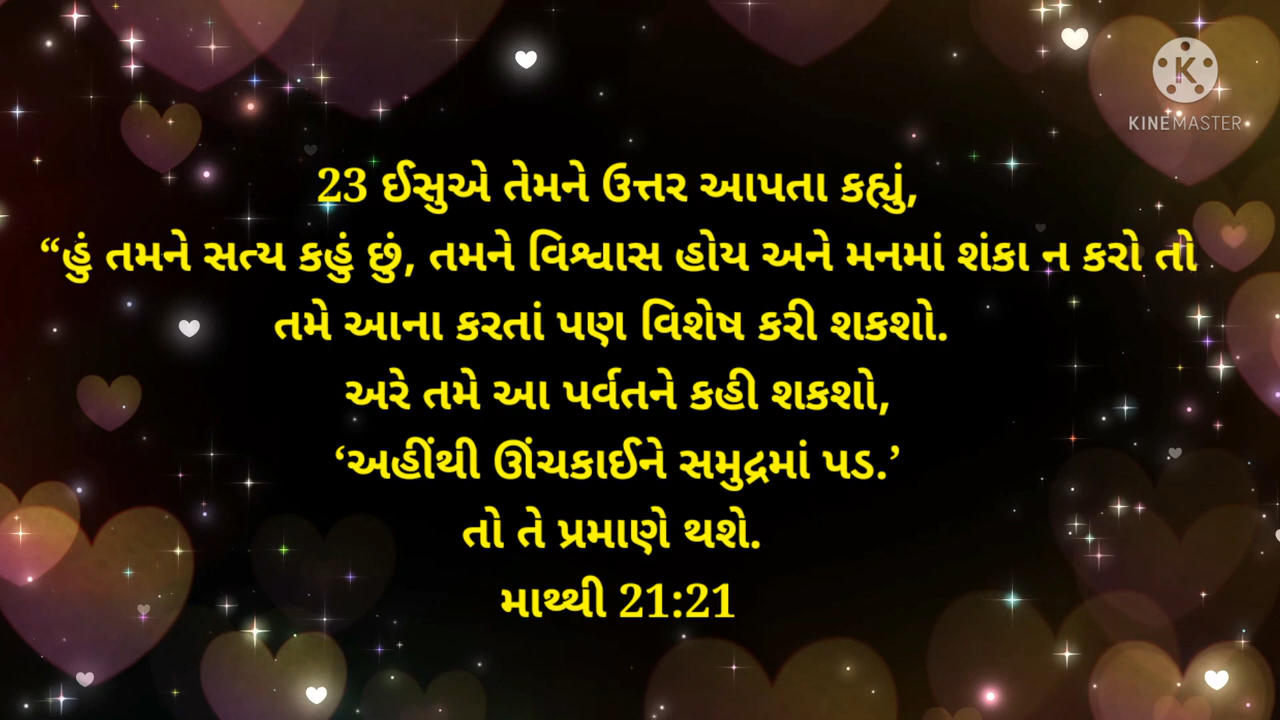 KINEMASTER
23 ઈસુએ તેમને ઉત્તર આપતા કહ્યું,
“હું તમને સત્ય કહું છું, તમને વિશ્વાસ હોય અને મનમાં શંકા ન કરો તો
તમે આના કરતાં પણ વિશેષ કરી શકશો.
અરે તમે આ પર્વતને કહી શકશો,
‘અહીંથી ઊંચકાઈને સમુદ્રમાં પડ.’
તો તે પ્રમાણે થશે.
માથ્થી 21:21